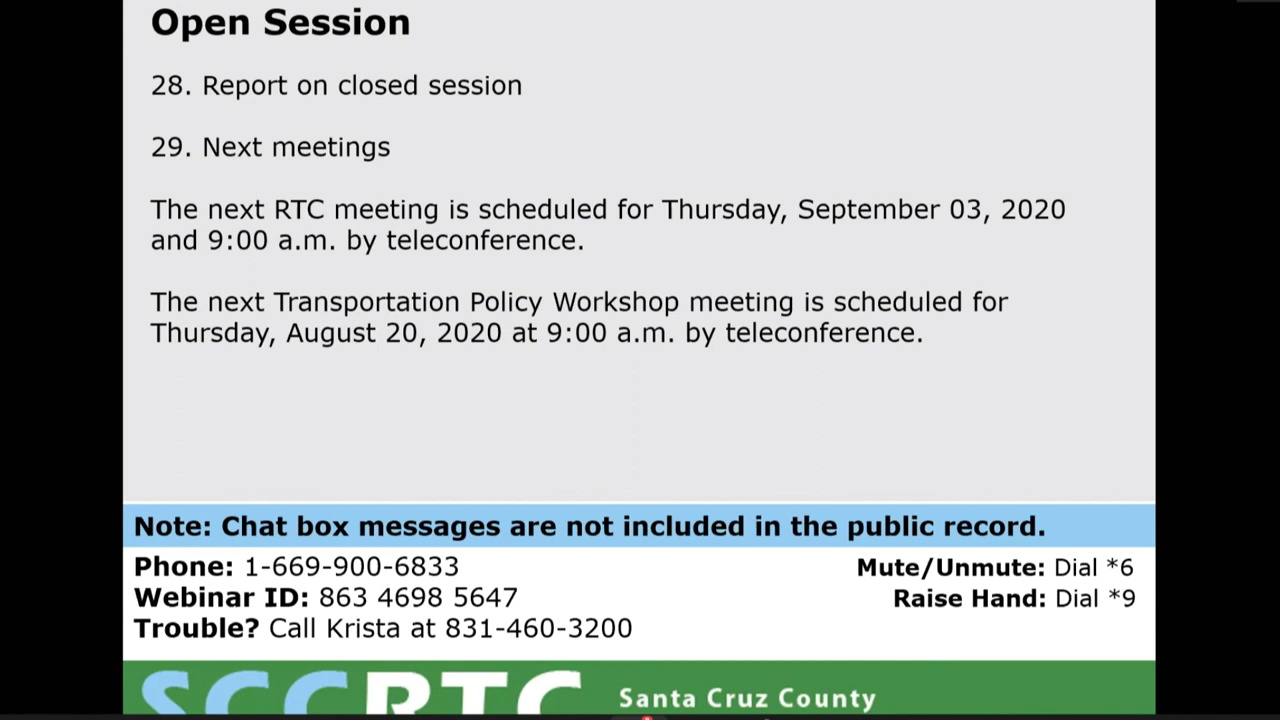 Open Session
28. Report on closed session
29. Next meetings
The next RTC meeting is scheduled for Thursday, September 03, 2020
and 9:00 a.m. by teleconference.
The next Transportation Policy Workshop meeting is scheduled for
Thursday, August 20, 2020 at 9:00 a.m. by teleconference.
Note: Chat box messages are not included in the public record.
Phone: 1-669-900-6833
Mute/Unmute: Dial *6
Webinar ID: 863 4698 5647
Raise Hand: Dial *9
Trouble? Call Krista at 831-460-3200
SCCRTC
Santa Cruz County